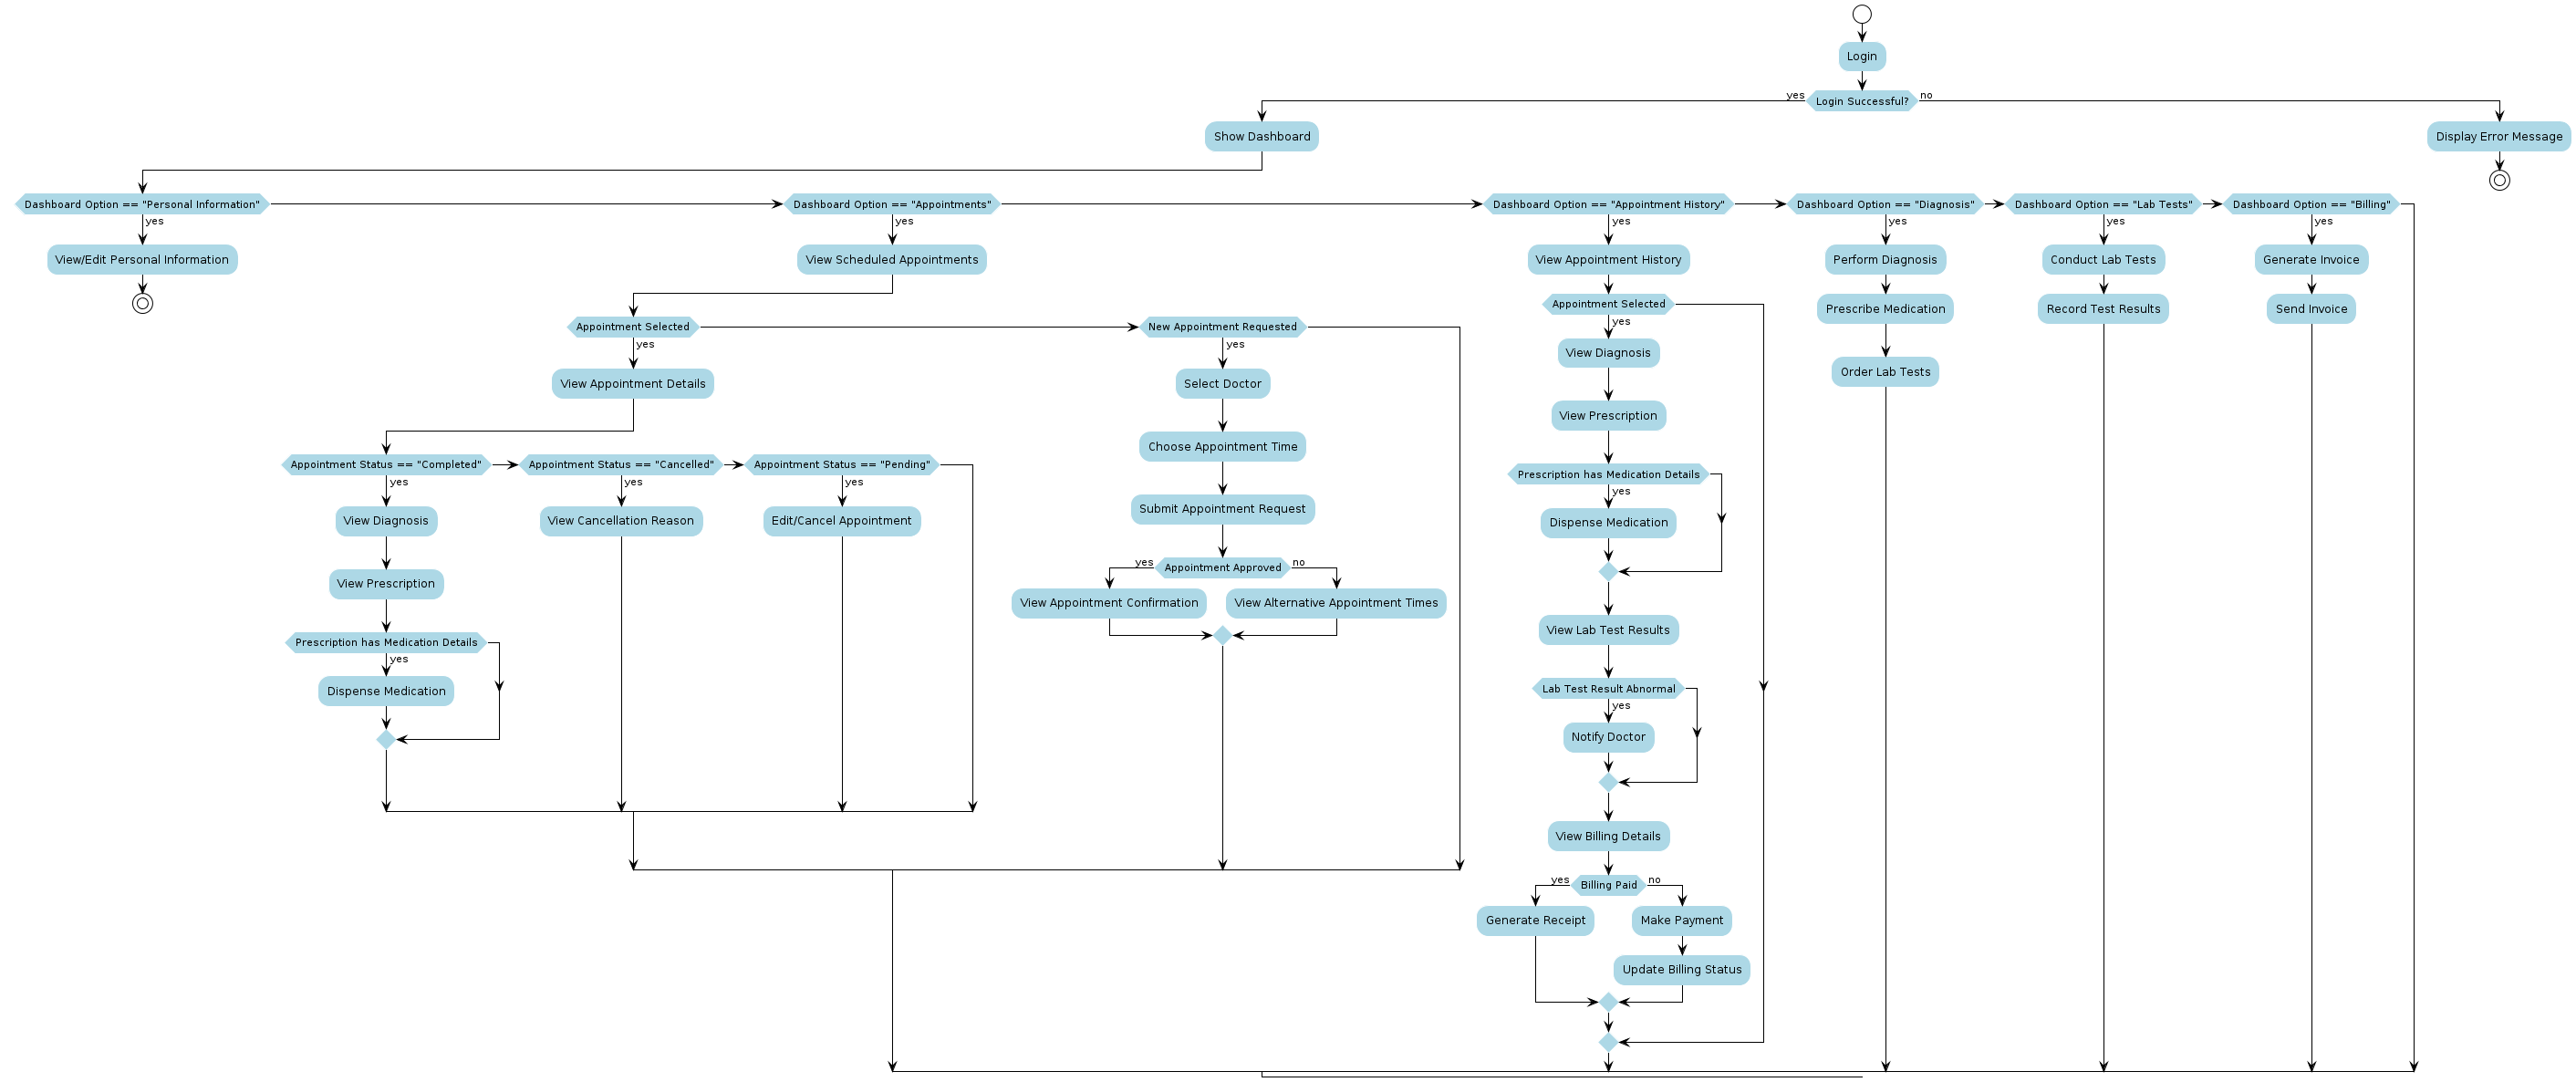 Login
yes
Login Successful?
no
Show Dashboard
Display Error Message
Dashboard Option == "Personal Information"
Dashboard Option == "Appointments"
Dashboard Option == "Appointment History"
Dashboard Option == "Diagnosis"
Dashboard Option == "Lab Tests"
Dashboard Option == "Billing"
yes
yes
yes
yes
yes
yes
View/Edit Personal Information
View Scheduled Appointments
View Appointment History
Perform Diagnosis
Conduct Lab Tests
Generate Invoice
Appointment Selected
Prescribe Medication
Record Test Results
Send Invoice
yes
Appointment Selected
New Appointment Requested
yes
yes
View Diagnosis
Order Lab Tests
View Appointment Details
Select Doctor
View Prescription
Choose Appointment Time
Appointment Status == "Completed"
Appointment Status == "Cancelled"
Appointment Status == "Pending"
Prescription has Medication Details
yes
yes
yes
yes
Submit Appointment Request
View Diagnosis
View Cancellation Reason
Edit/Cancel Appointment
Dispense Medication
yes
Appointment Approved
no
View Prescription
View Appointment Confirmation
View Alternative Appointment Times
View Lab Test Results
Prescription has Medication Details
yes
Dispense Medication
Lab Test Result Abnormal
yes
Notify Doctor
View Billing Details
yes
Billing Paid
no
Generate Receipt
Make Payment
Update Billing Status